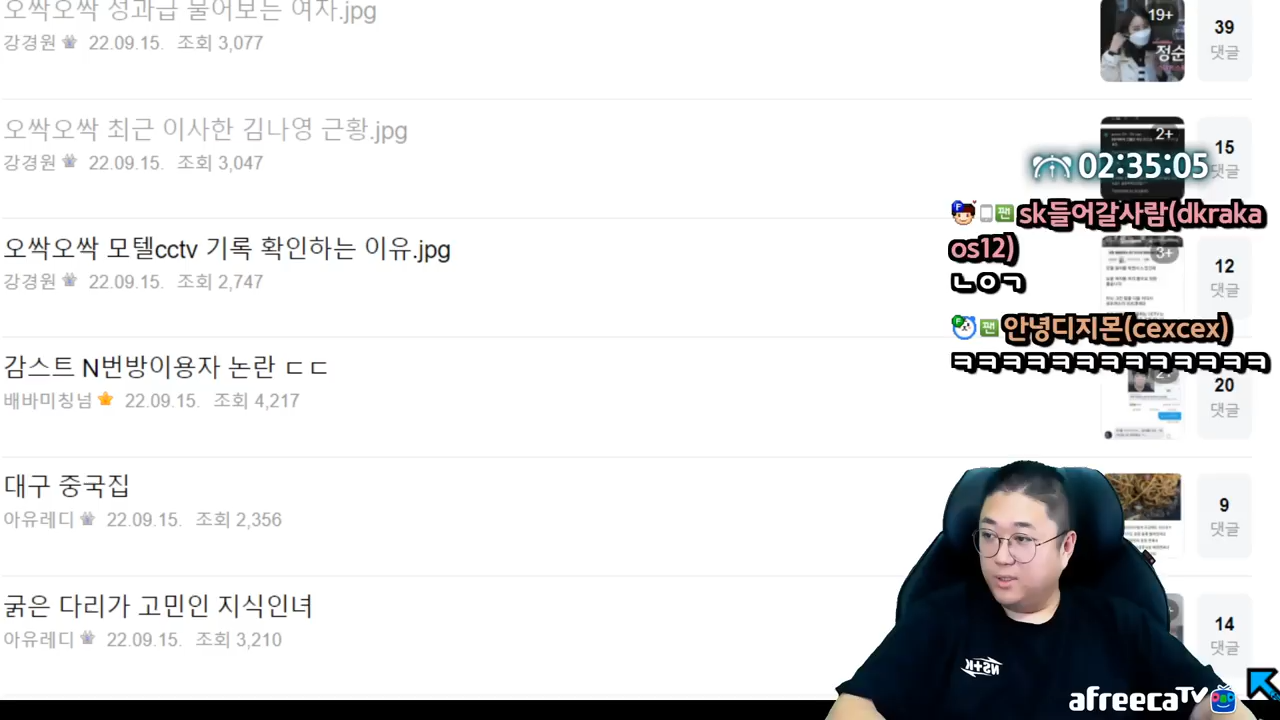 오싹오싹 성과급 물어보는 여자.jpg
강경원 22.09.15. 조회 3,077
19+
정순
39
댓글
오싹오싹 최근 이사한 김나영 근황.jpg
강경원 22.09.15. 조회 3,047
2+
15
댓글
02:35:05
sk들어갈사람(dkraka
os12)
ㄴㅇㄱ
오싹오싹 모텔cctv 기록 확인하는 이유.jpg
강경원 22.09.15. 조회 2,747
3+
12
댓글
짼 안녕디지몬(cexcex)
ㅋㅋㅋㅋㅋㅋㅋㅋㅋㅋㅋㅋㅋ
감스트 N번방이용자 논란 ㄷㄷ
배바미칭넘 22.09.15. 조회 4,217
2+
20
댓글
대구 중국집
아유레디 22.09.15. 조회 2,356
9
댓글
굵은 다리가 고민인 지식인녀
아유레디 22.09.15. 조회 3,210
14
댓글
afreecaTV